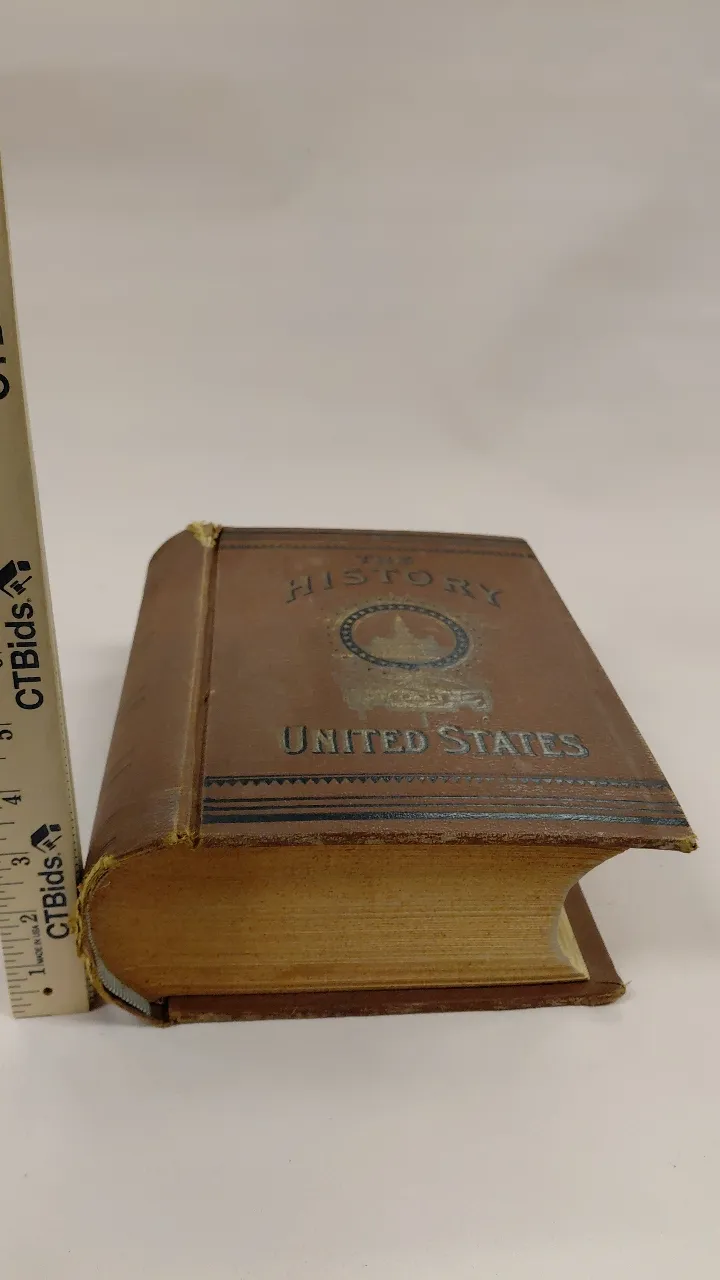 THE
HISTORY
UNITED STATES
CTBids
5
4
3
CTBids
2
MADE IN USA
1